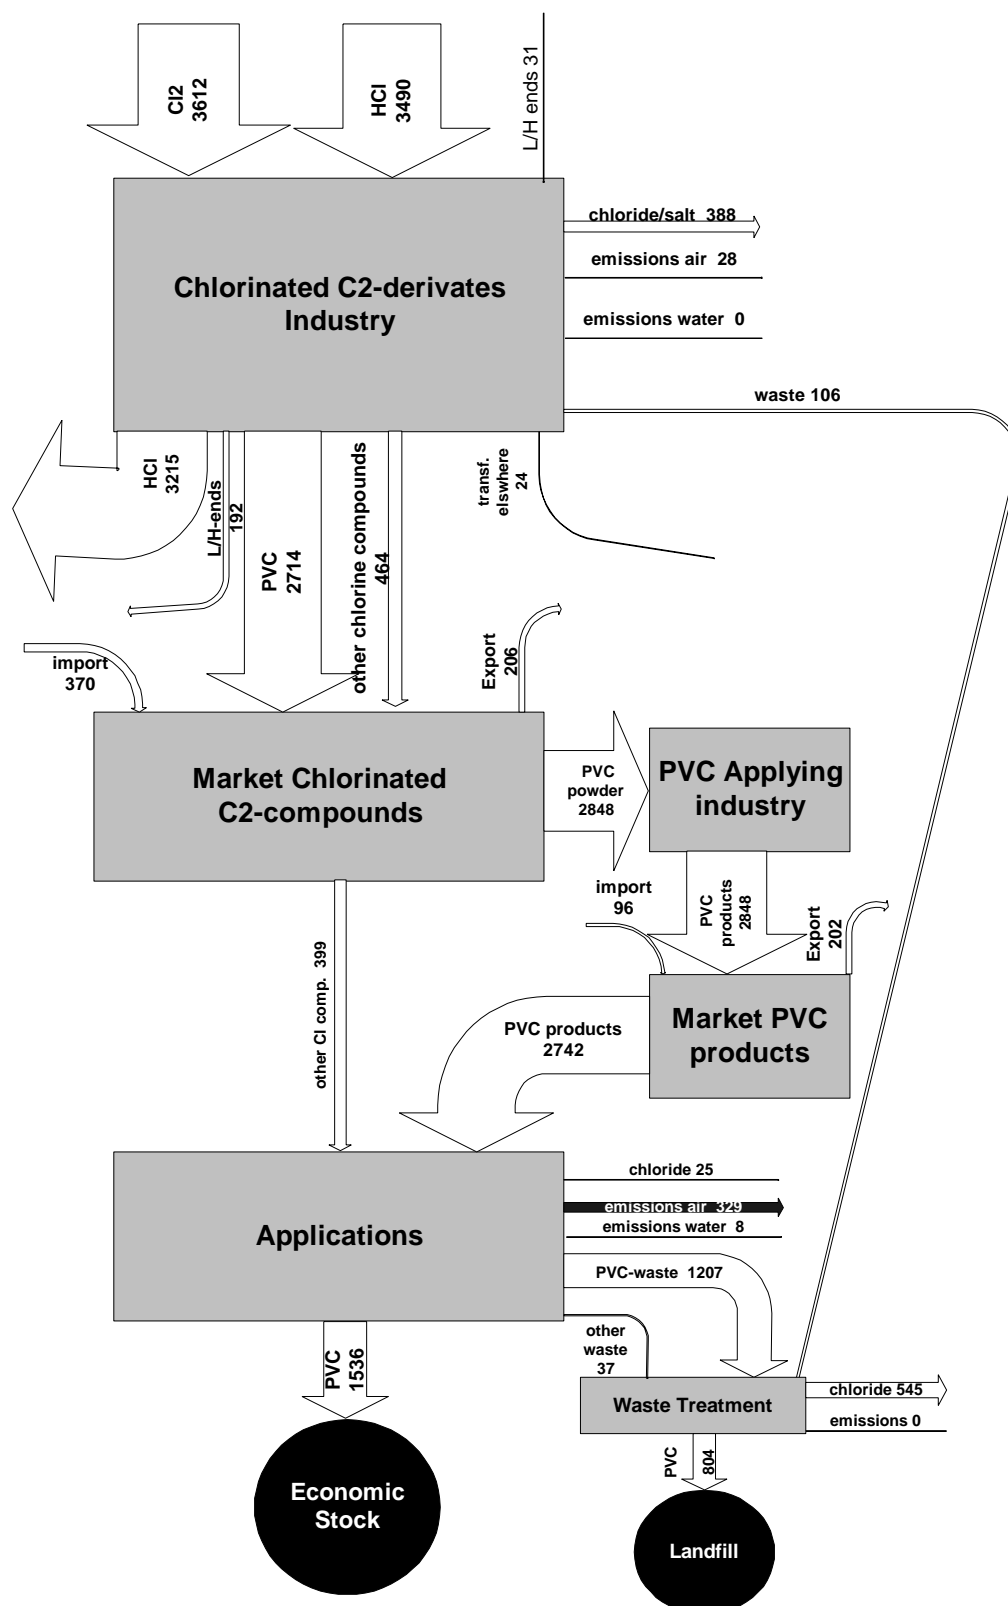 Cl2
3612
HCl
3490
L/H ends 31
Chlorinated C2-derivates
Industry
chloride/salt 388
emissions air 28
emissions water 0
waste 106
HCl
3215
L/H-ends
192
PVC
2714
other chlorine compounds
464
transf.
elswhere
24
import
370
Export
206
Market Chlorinated
C2-compounds
PVC
powder
2848
PVC Applying
industry
import
96
PVC
products
2848
Export
202
other Cl comp. 399
PVC products
2742
Market PVC
products
Applications
chloride 25
emissions air 329
emissions water 8
PVC-waste 1207
other
waste
37
PVC
1536
Waste Treatment
chloride 545
emissions 0
PVC
804
Economic
Stock
Landfill